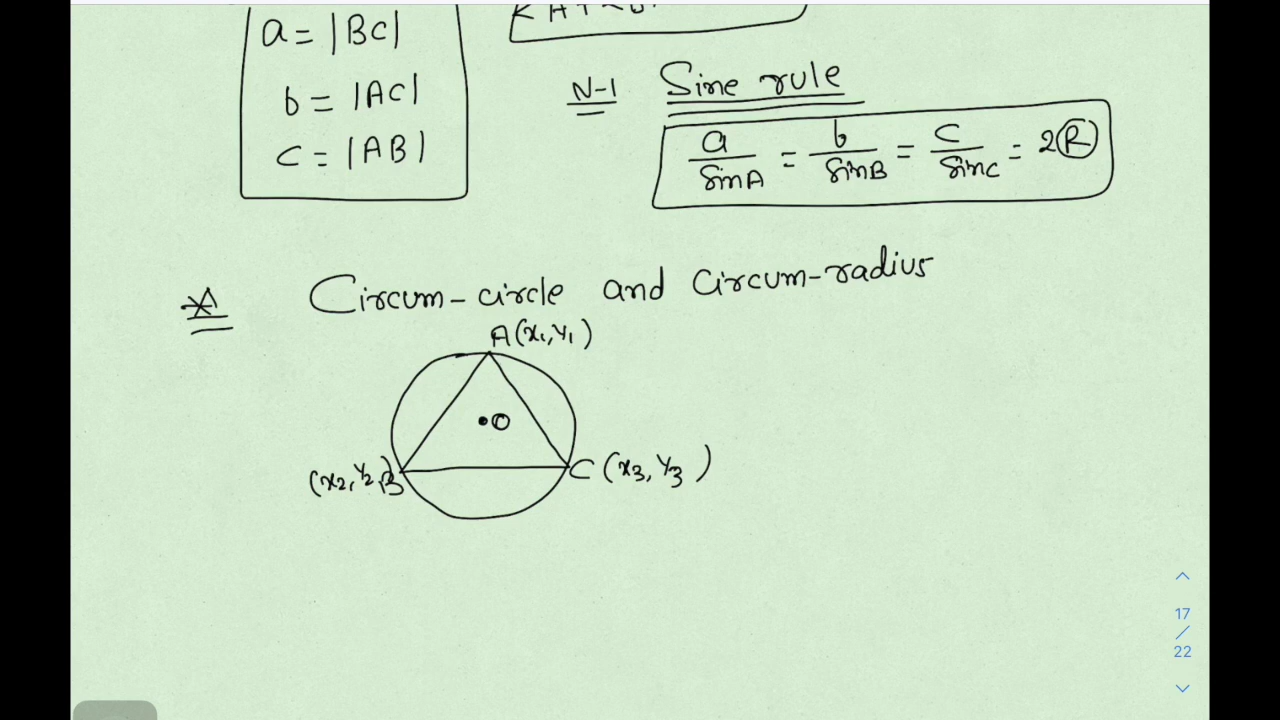 a = |BC|
b = |AC|
c = |AB|
N-1 Sine rule
a/sinA = b/sinB = c/sinC = 2R
Circum-circle and Circum-radius
A(x1,y1)
O
(x2,y2)B
C(x3,y3)
17
/
22